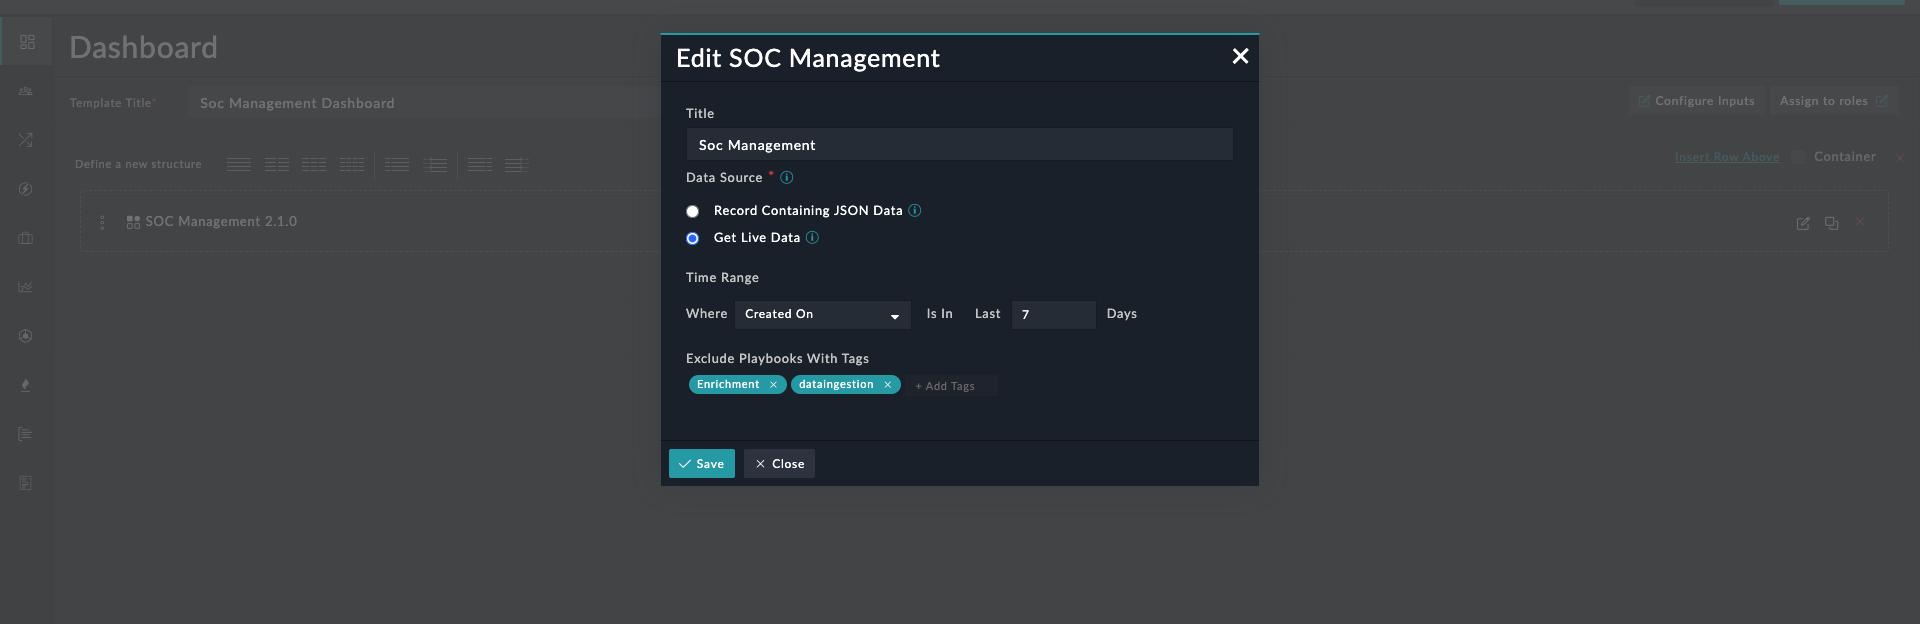 Dashboard
Template Title*
Soc Management Dashboard
Configure Inputs
Assign to roles
Define a new structure
Insert Row Above
Container
SOC Management 2.1.0
Edit SOC Management
Title
Soc Management
Data Source *
Record Containing JSON Data
Get Live Data
Time Range
Where Created On Is In Last 7 Days
Exclude Playbooks With Tags
Enrichment × dataingestion × + Add Tags
Save × Close